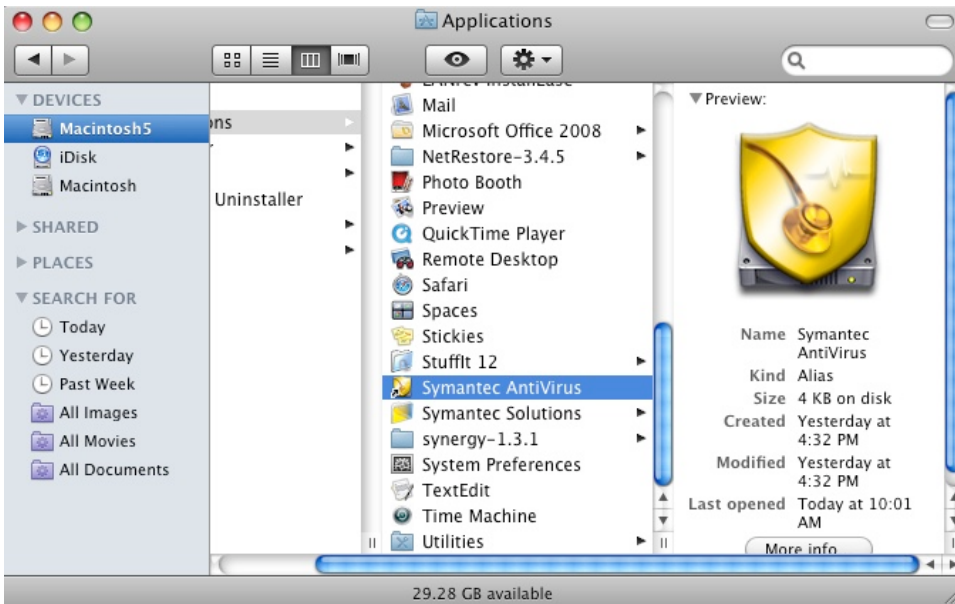 Applications
DEVICES
Macintosh5
iDisk
Macintosh
SHARED
PLACES
SEARCH FOR
Today
Yesterday
Past Week
All Images
All Movies
All Documents
ons
Uninstaller
LANrev InstallEase
Mail
Microsoft Office 2008
NetRestore-3.4.5
Photo Booth
Preview
QuickTime Player
Remote Desktop
Safari
Spaces
Stickies
StuffIt 12
Symantec AntiVirus
Symantec Solutions
synergy-1.3.1
System Preferences
TextEdit
Time Machine
Utilities
Preview:
Name Symantec
AntiVirus
Kind Alias
Size 4 KB on disk
Created Yesterday at
4:32 PM
Modified Yesterday at
4:32 PM
Last opened Today at 10:01
AM
More info
29.28 GB available